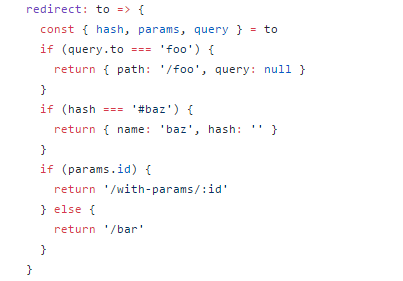 redirect: to => {
  const { hash, params, query } = to
  if (query.to === 'foo') {
    return { path: '/foo', query: null }
  }
  if (hash === '#baz') {
    return { name: 'baz', hash: '' }
  }
  if (params.id) {
    return '/with-params/:id'
  } else {
    return '/bar'
  }
}